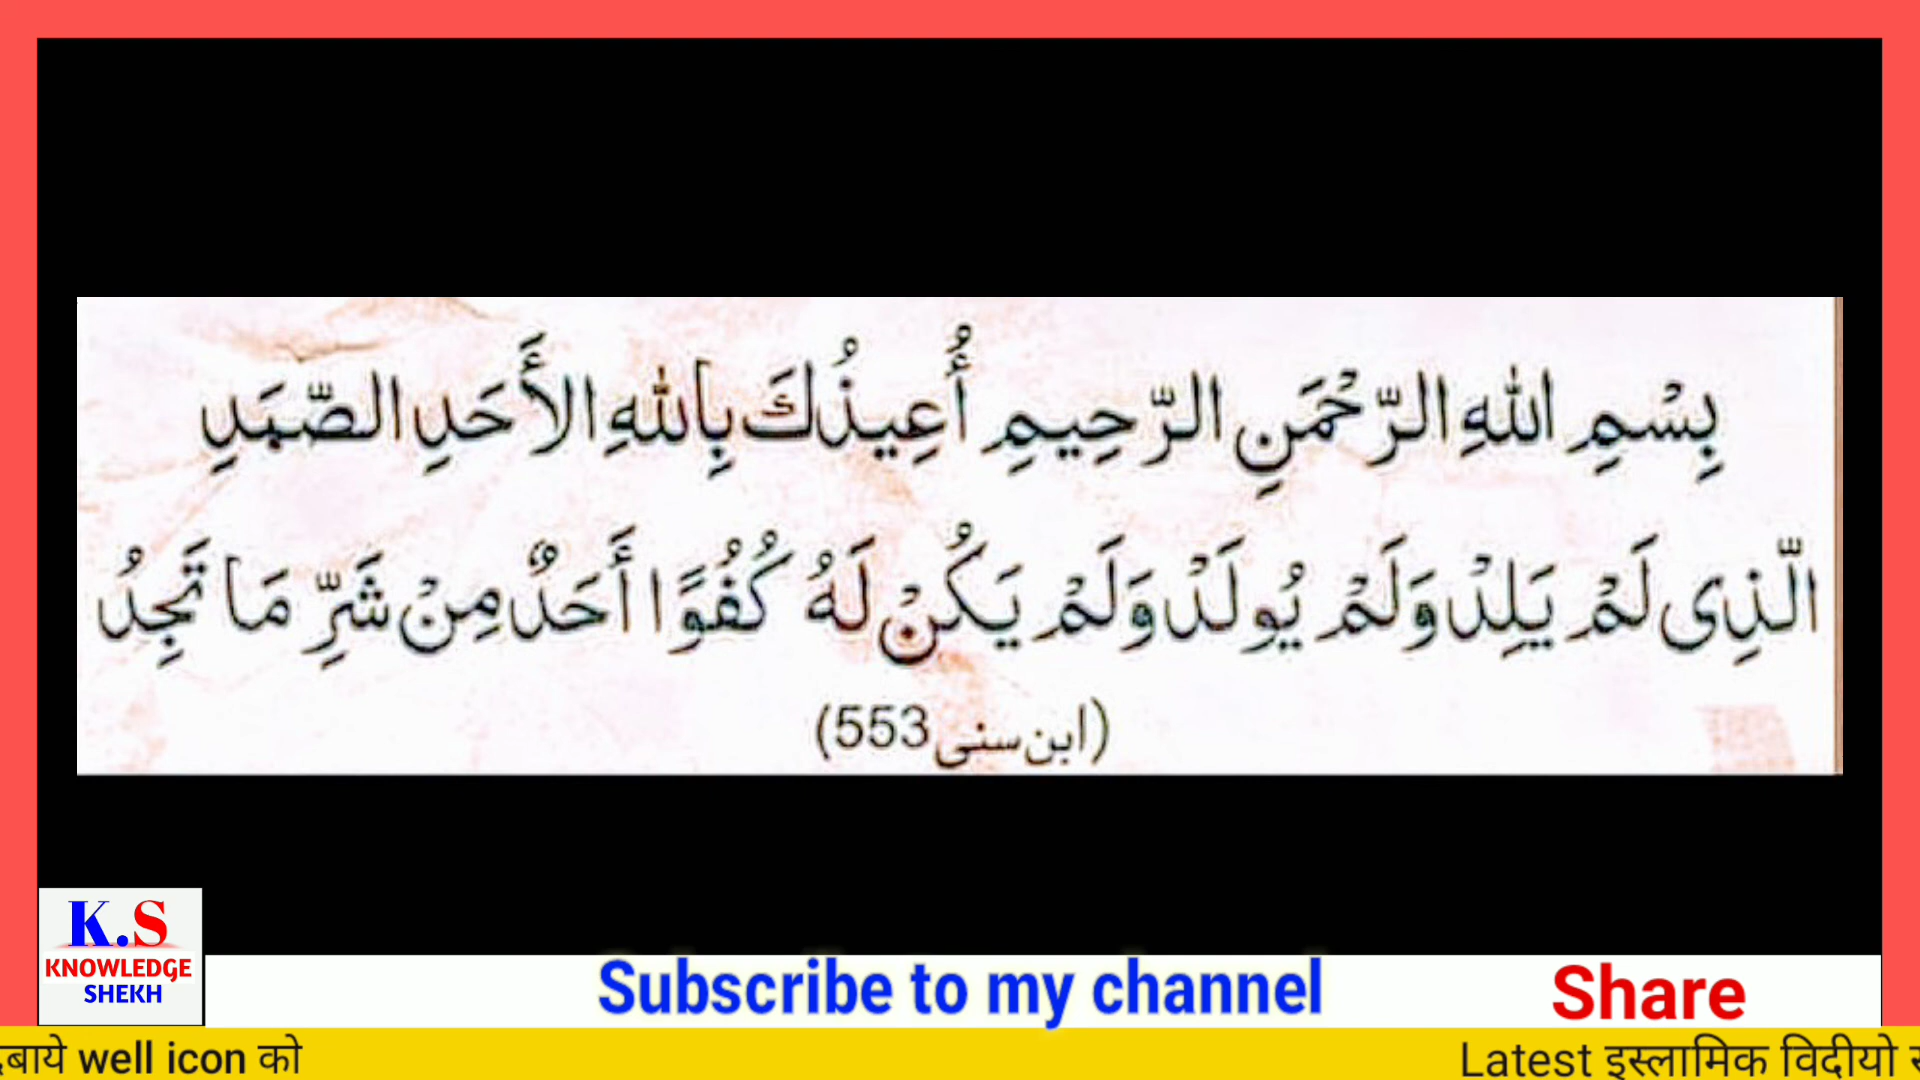 بِسْمِ اللهِ الرَّحْمَنِ الرَّحِيمِ أُعِيذُكَ بِاللهِ الأَحَدِ الصَّمَدِ
الَّذِى لَمْ يَلِدْ وَلَمْ يُولَدْ وَلَمْ يَكُنْ لَهُ كُفُوًا أَحَدٌ مِنْ شَرِّ مَا تَجِدُ
(ابن سنی 553)
K.S
KNOWLEDGE
SHEKH
Subscribe to my channel
Share
well icon को
Latest इस्लामिक विदीयो